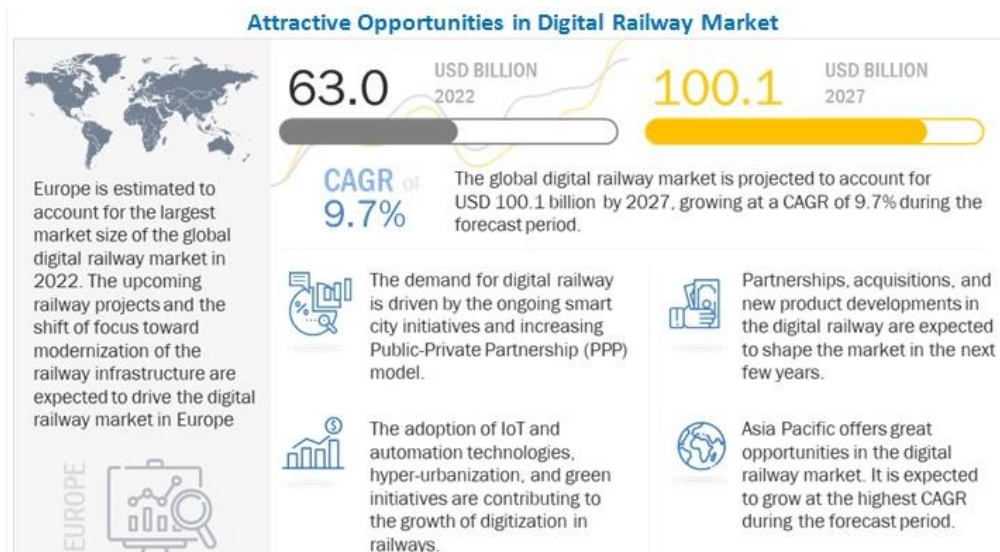 Attractive Opportunities in Digital Railway Market
Europe is estimated to
account for the largest
market size of the global
digital railway market in
2022. The upcoming
railway projects and the
shift of focus toward
modernization of the
railway infrastructure are
expected to drive the digital
railway market in Europe
EUROPE
63.0
USD BILLION
2022
100.1
USD BILLION
2027
CAGR of
9.7%
The global digital railway market is projected to account for
USD 100.1 billion by 2027, growing at a CAGR of 9.7% during the
forecast period.
%
The demand for digital railway
is driven by the ongoing smart
city initiatives and increasing
Public-Private Partnership (PPP)
model.
Partnerships, acquisitions, and
new product developments in
the digital railway are expected
to shape the market in the next
few years.
$
The adoption of IoT and
automation technologies,
hyper-urbanization, and green
initiatives are contributing to
the growth of digitization in
railways.
Asia Pacific offers great
opportunities in the digital
railway market. It is expected
to grow at the highest CAGR
during the forecast period.